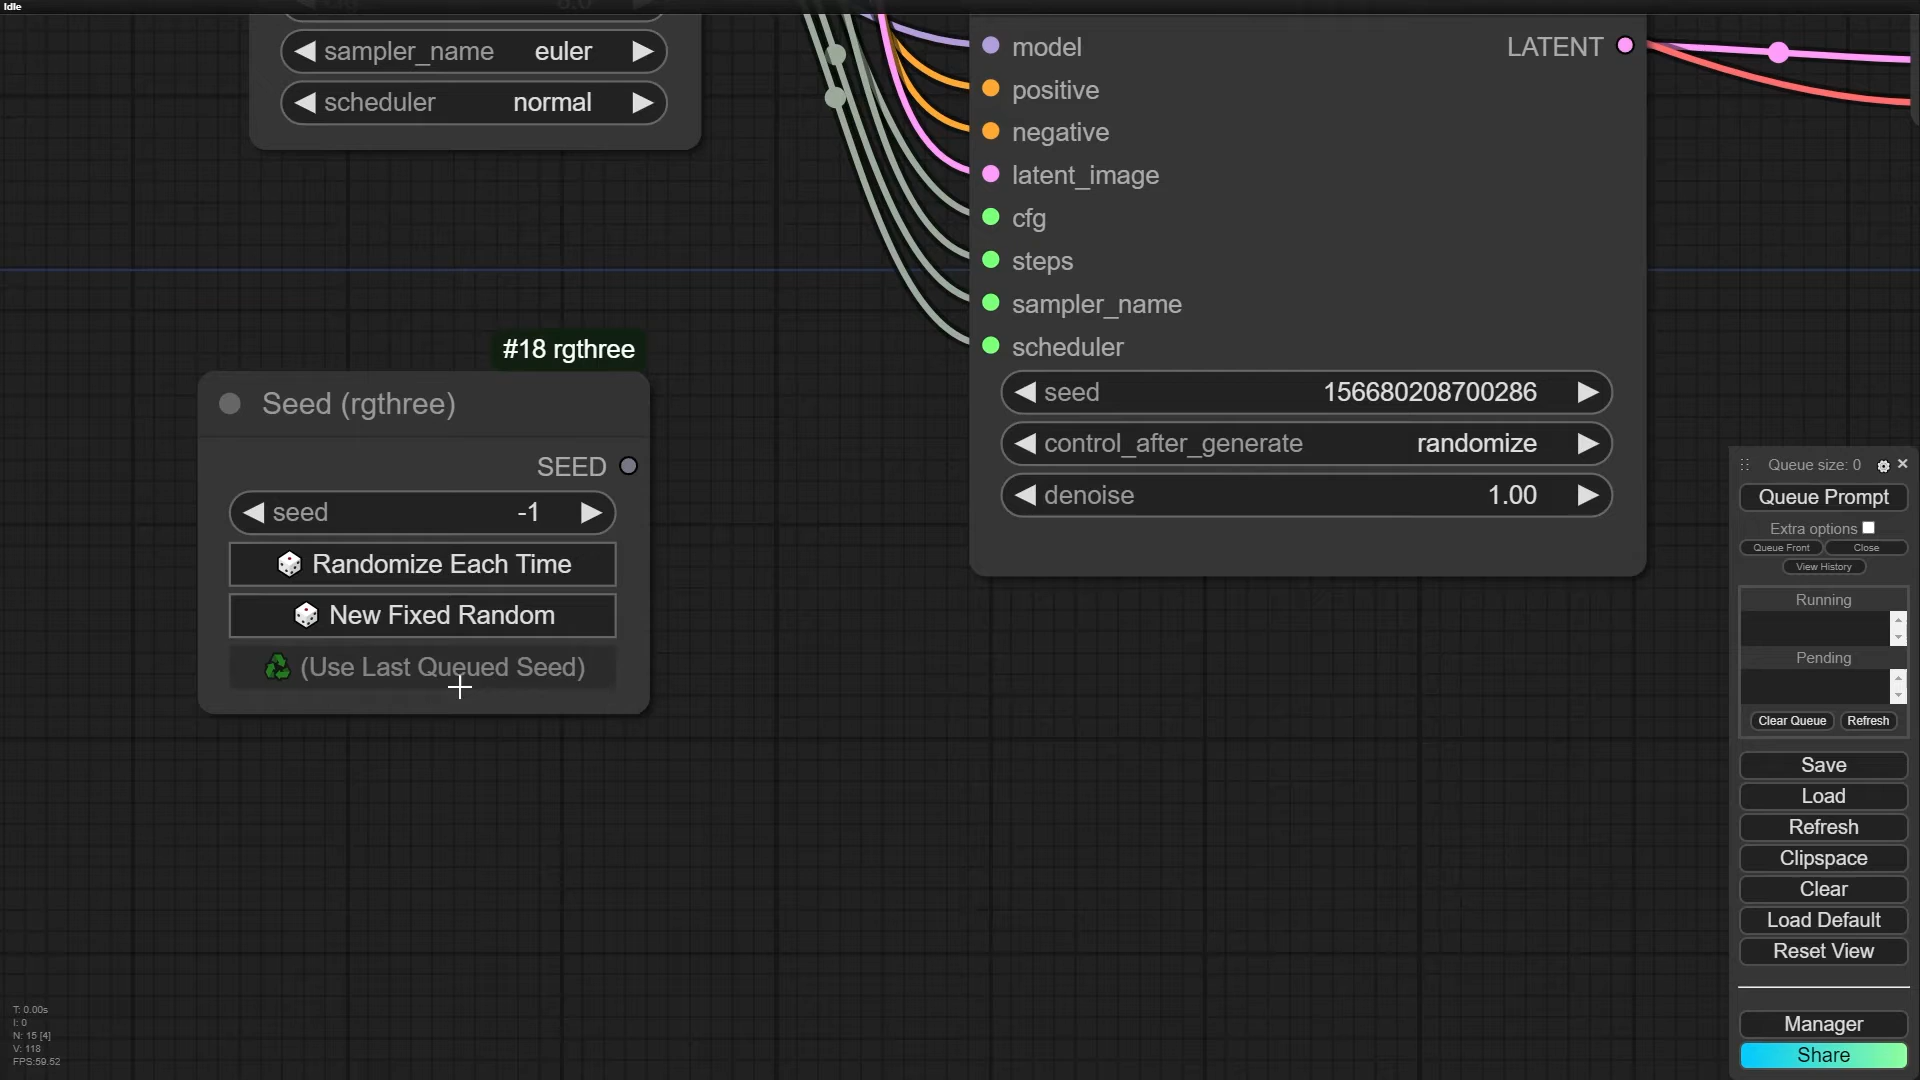 Idle
cfg 8.0
sampler_name euler
scheduler normal
model
LATENT
positive
negative
latent_image
cfg
steps
sampler_name
scheduler
seed 156680208700286
control_after_generate randomize
denoise 1.00
#18 rgthree
Seed (rgthree)
SEED
seed -1
Randomize Each Time
New Fixed Random
(Use Last Queued Seed)
Queue size: 0
Queue Prompt
Extra options
Queue Front Close
View History
Running
Pending
Clear Queue Refresh
Save
Load
Refresh
Clipspace
Clear
Load Default
Reset View
Manager
Share
T: 0.00s
I: 0
N: 15 [4]
V: 118
FPS:59.52